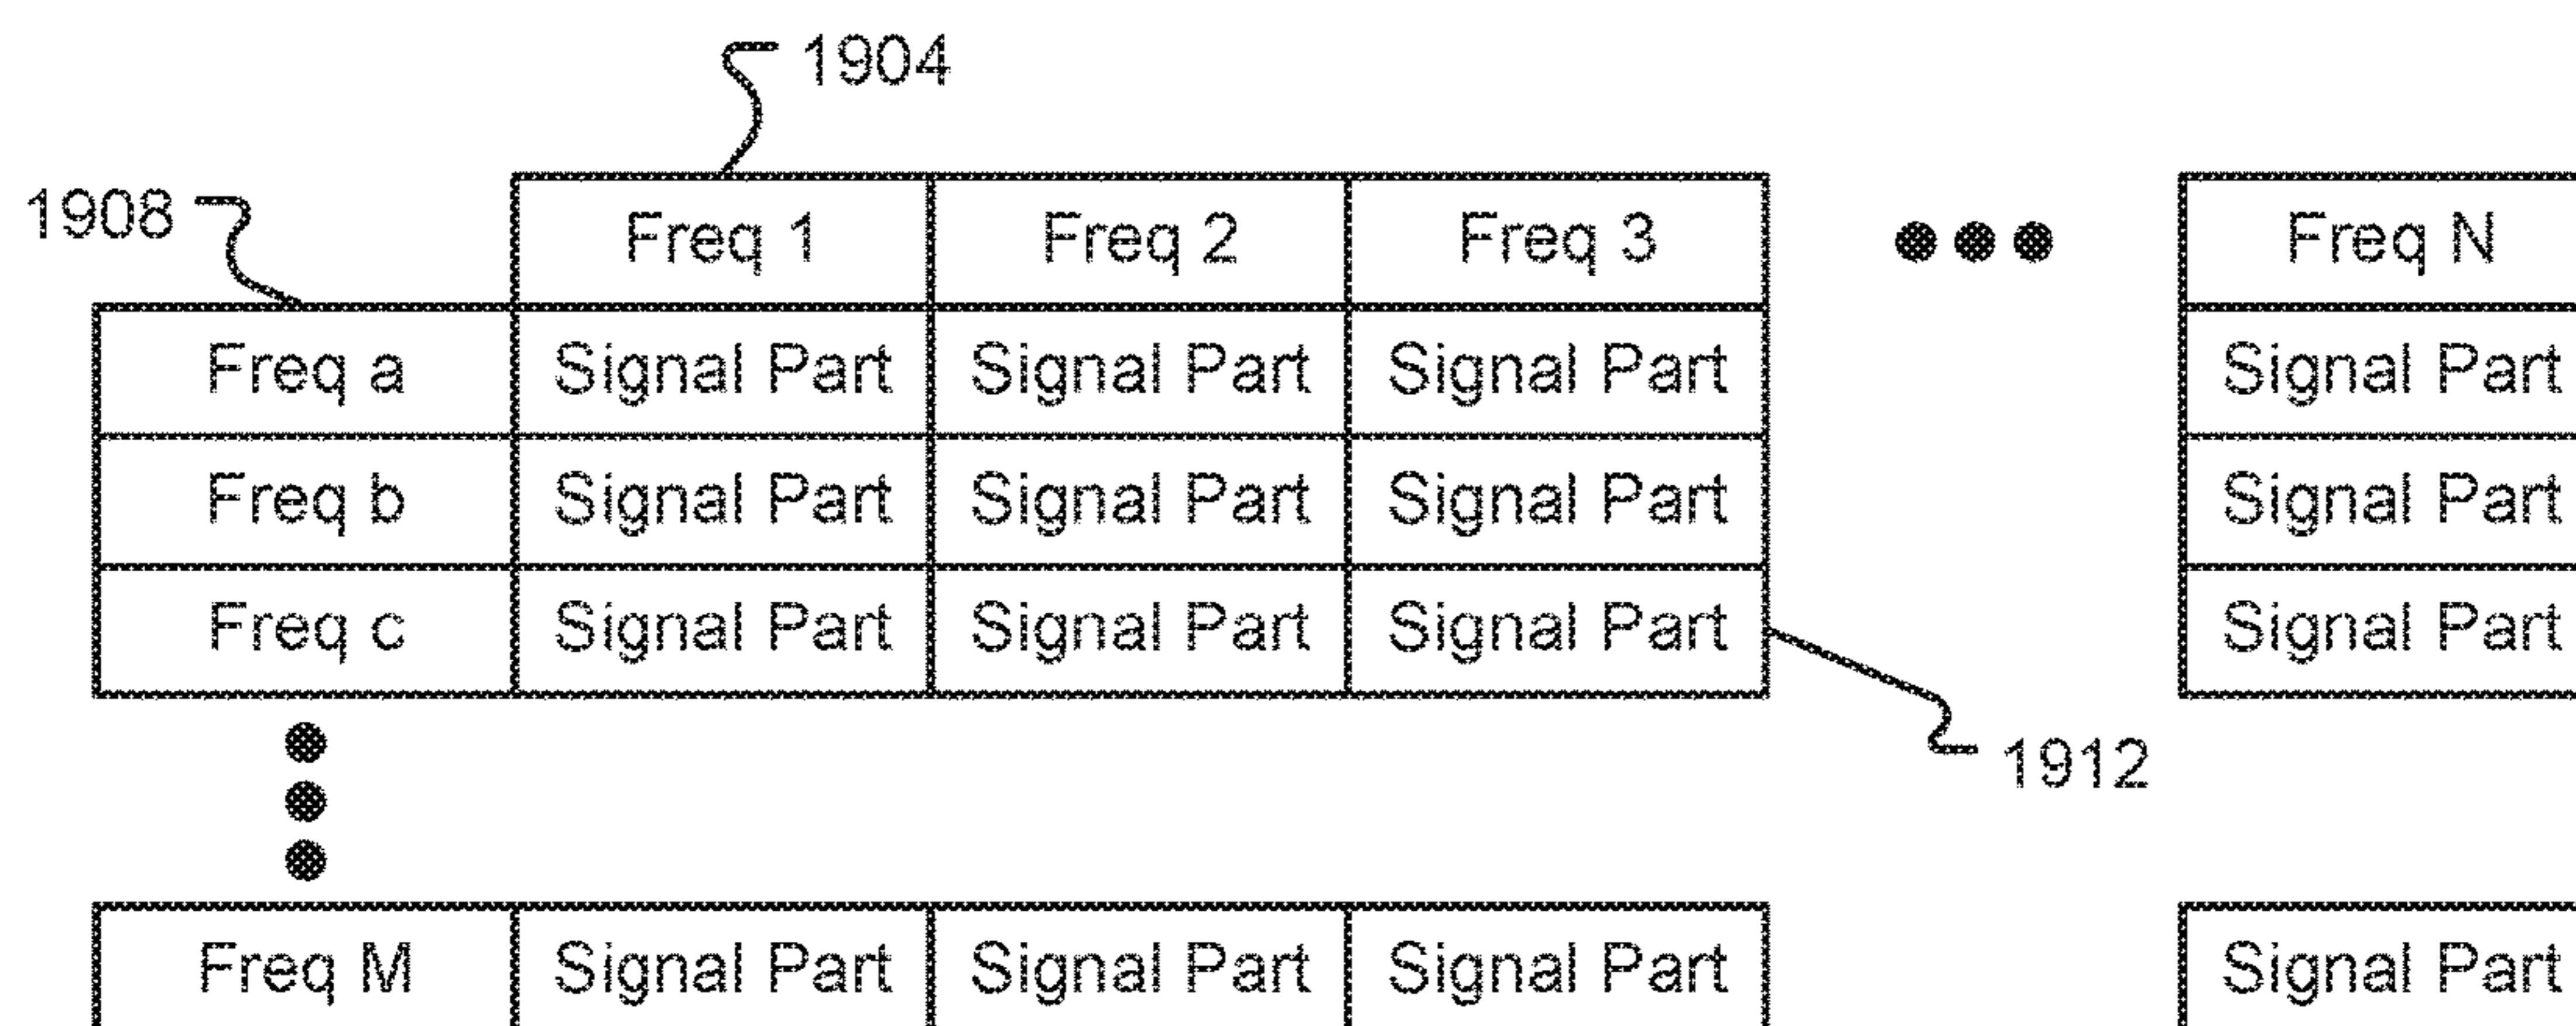 1904
1908 Freq 1 Freq 2 Freq 3 Freq N
Freq a Signal Part Signal Part Signal Part Signal Part
Freq b Signal Part Signal Part Signal Part Signal Part
Freq c Signal Part Signal Part Signal Part Signal Part
1912
Freq M Signal Part Signal Part Signal Part Signal Part